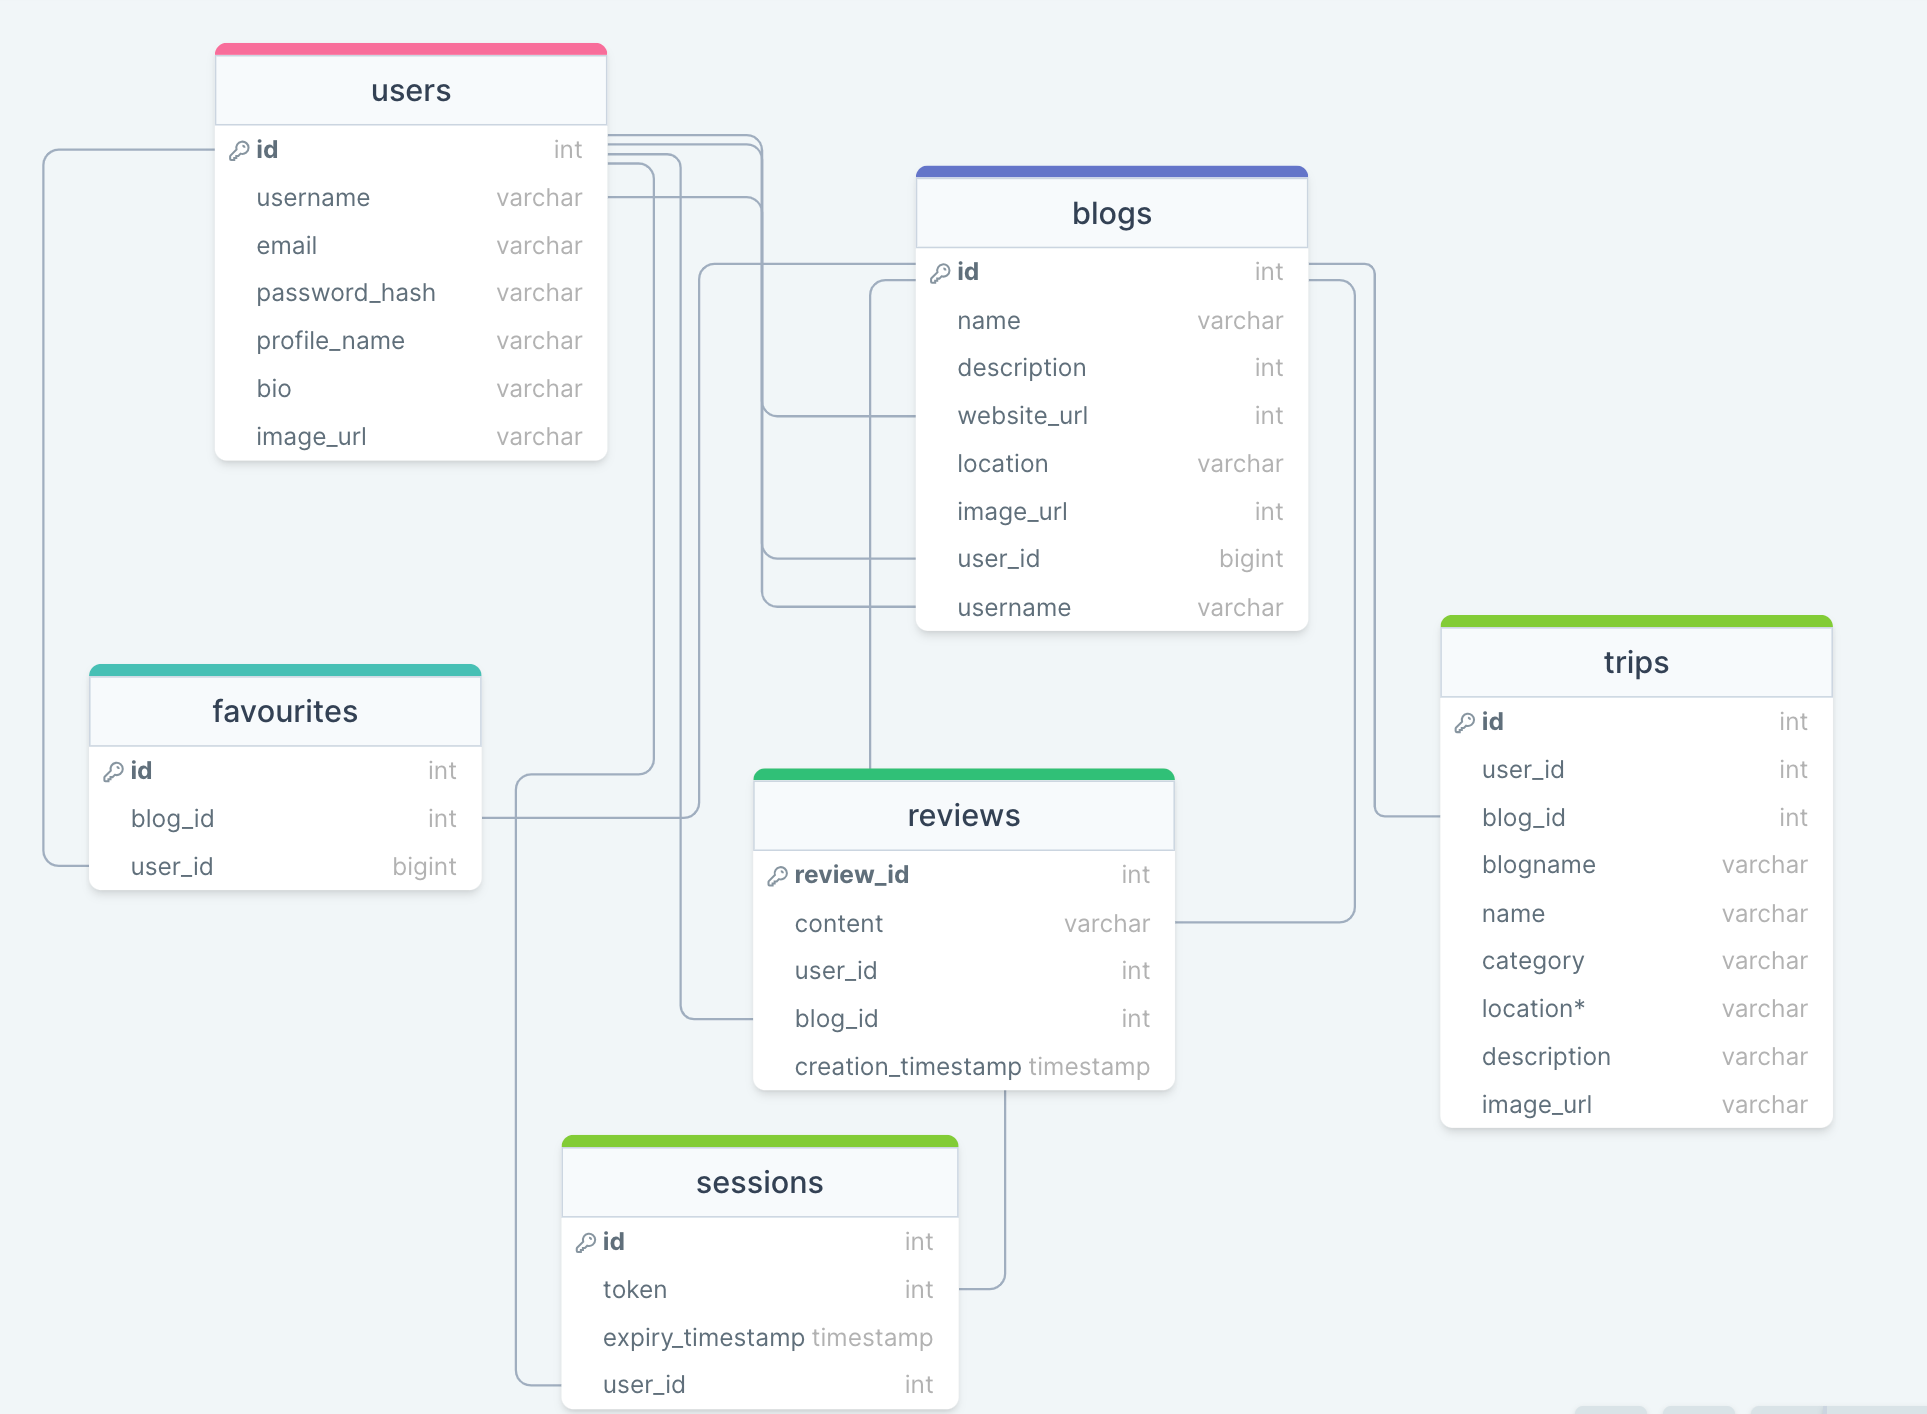 users
id int
username varchar
email varchar
password_hash varchar
profile_name varchar
bio varchar
image_url varchar
blogs
id int
name varchar
description int
website_url int
location varchar
image_url int
user_id bigint
username varchar
favourites
id int
blog_id int
user_id bigint
reviews
review_id int
content varchar
user_id int
blog_id int
creation_timestamp timestamp
trips
id int
user_id int
blog_id int
blogname varchar
name varchar
category varchar
location* varchar
description varchar
image_url varchar
sessions
id int
token int
expiry_timestamp timestamp
user_id int